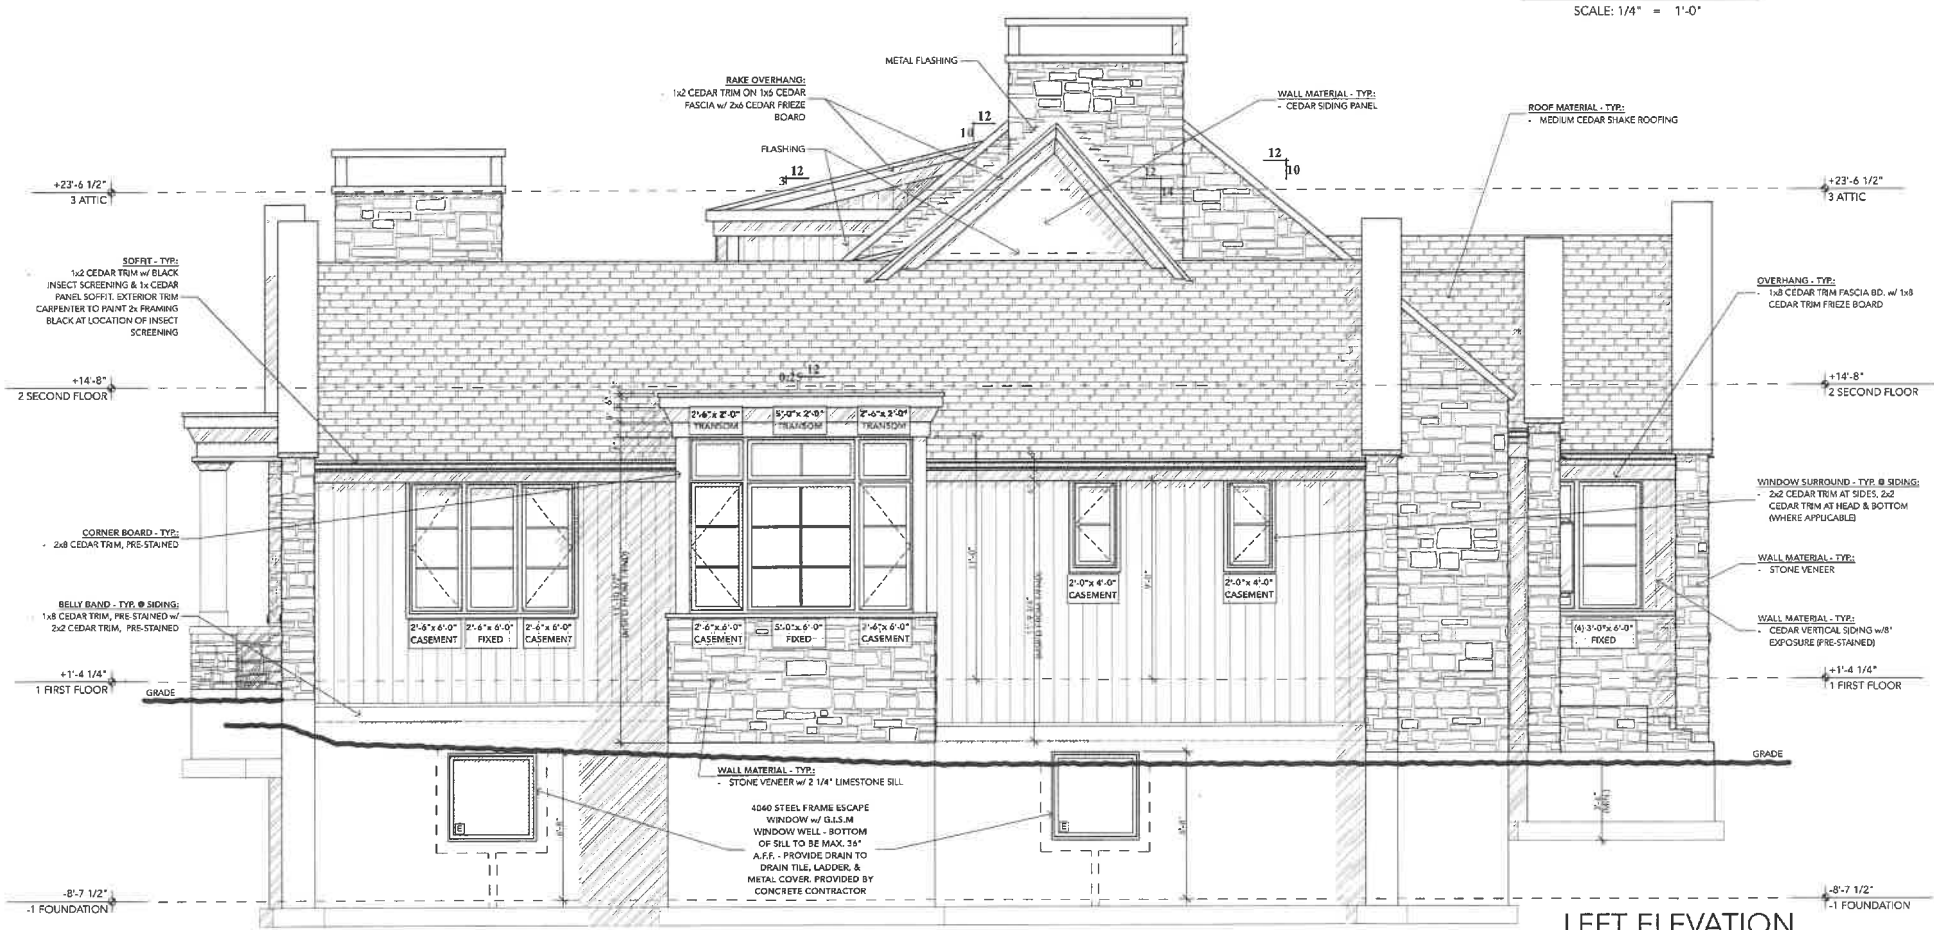 SCALE: 1/4" = 1'-0"
METAL FLASHING
RAKE OVERHANG:
1x2 CEDAR TRIM ON 1x6 CEDAR
FASCIA w/ 2x6 CEDAR FRIEZE
BOARD
FLASHING
12
10
12
3
12
14
12
10
WALL MATERIAL - TYP.:
- CEDAR SIDING PANEL
ROOF MATERIAL - TYP.:
- MEDIUM CEDAR SHAKE ROOFING
+23'-6 1/2"
3 ATTIC
+23'-6 1/2"
3 ATTIC
SOFFIT - TYP.:
1x2 CEDAR TRIM w/ BLACK
INSECT SCREENING & 1x CEDAR
PANEL SOFFIT. EXTERIOR TRIM
CARPENTER TO PAINT 2x FRAMING
BLACK AT LOCATION OF INSECT
SCREENING
OVERHANG - TYP.:
- 1x8 CEDAR TRIM FASCIA BD. w/ 1x8
CEDAR TRIM FRIEZE BOARD
+14'-8"
2 SECOND FLOOR
12
0.25
+14'-8"
2 SECOND FLOOR
2'-6" x 2'-0"
TRANSOM
5'-0" x 2'-0"
TRANSOM
2'-6" x 2'-0"
TRANSOM
WINDOW SURROUND - TYP. @ SIDING:
- 2x2 CEDAR TRIM AT SIDES, 2x2
CEDAR TRIM AT HEAD & BOTTOM
(WHERE APPLICABLE)
CORNER BOARD - TYP.:
- 2x8 CEDAR TRIM, PRE-STAINED
11'-0"
9'-0"
WALL MATERIAL - TYP.:
- STONE VENEER
2'-0" x 4'-0"
CASEMENT
2'-0" x 4'-0"
CASEMENT
BELLY BAND - TYP. @ SIDING:
1x8 CEDAR TRIM, PRE-STAINED w/
2x2 CEDAR TRIM, PRE-STAINED
2'-6" x 6'-0"
CASEMENT
2'-6" x 6'-0"
FIXED
2'-6" x 6'-0"
CASEMENT
2'-6" x 6'-0"
CASEMENT
5'-0" x 6'-0"
FIXED
2'-6" x 6'-0"
CASEMENT
(4) 3'-0" x 6'-0"
FIXED
WALL MATERIAL - TYP.:
- CEDAR VERTICAL SIDING w/8"
EXPOSURE (PRE-STAINED)
+1'-4 1/4"
1 FIRST FLOOR
+1'-4 1/4"
1 FIRST FLOOR
GRADE
GRADE
WALL MATERIAL - TYP.:
- STONE VENEER w/ 2 1/4" LIMESTONE SILL
4040 STEEL FRAME ESCAPE
WINDOW w/ G.I.S.M
WINDOW WELL - BOTTOM
OF SILL TO BE MAX. 36"
A.F.F. - PROVIDE DRAIN TO
DRAIN TILE, LADDER, &
METAL COVER. PROVIDED BY
CONCRETE CONTRACTOR
E
E
8'-8"
8'-8"
-8'-7 1/2"
-1 FOUNDATION
-8'-7 1/2"
-1 FOUNDATION
LEFT ELEVATION